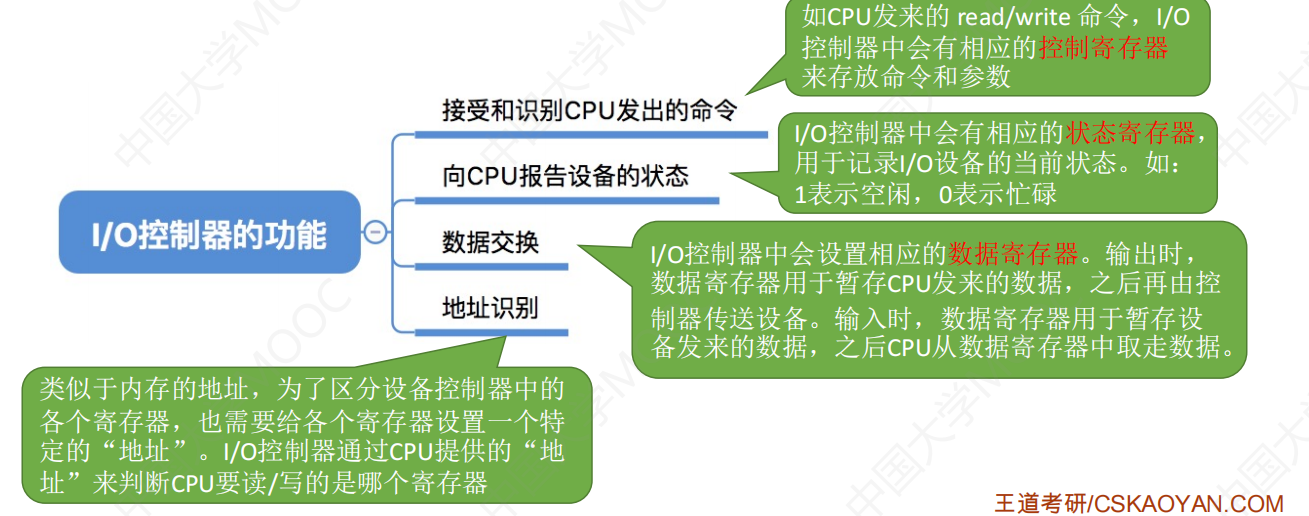 如CPU发来的 read/write 命令，I/O
控制器中会有相应的控制寄存器
来存放命令和参数
接受和识别CPU发出的命令
I/O控制器中会有相应的状态寄存器，
用于记录I/O设备的当前状态。如：
1表示空闲，0表示忙碌
向CPU报告设备的状态
I/O控制器的功能
数据交换
I/O控制器中会设置相应的数据寄存器。输出时，
数据寄存器用于暂存CPU发来的数据，之后再由控
制器传送设备。输入时，数据寄存器用于暂存设
备发来的数据，之后CPU从数据寄存器中取走数据。
地址识别
类似于内存的地址，为了区分设备控制器中的
各个寄存器，也需要给各个寄存器设置一个特
定的“地址”。I/O控制器通过CPU提供的“地
址”来判断CPU要读/写的是哪个寄存器
王道考研/CSKAOYAN.COM
中国大学MOOC